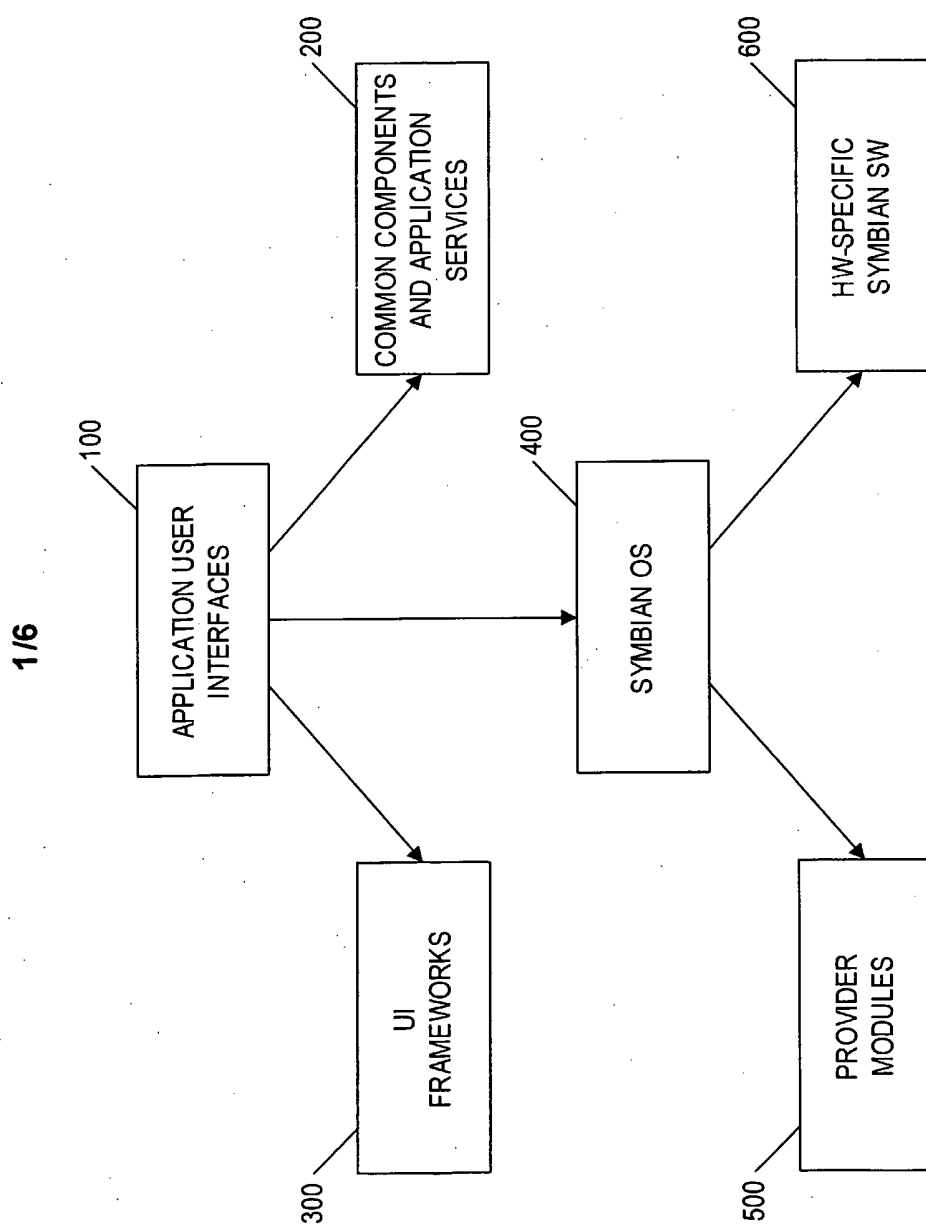 1/6
100
APPLICATION USER
INTERFACES
200
COMMON COMPONENTS
AND APPLICATION
SERVICES
300
UI
FRAMEWORKS
400
SYMBIAN OS
500
PROVIDER
MODULES
600
HW-SPECIFIC
SYMBIAN SW